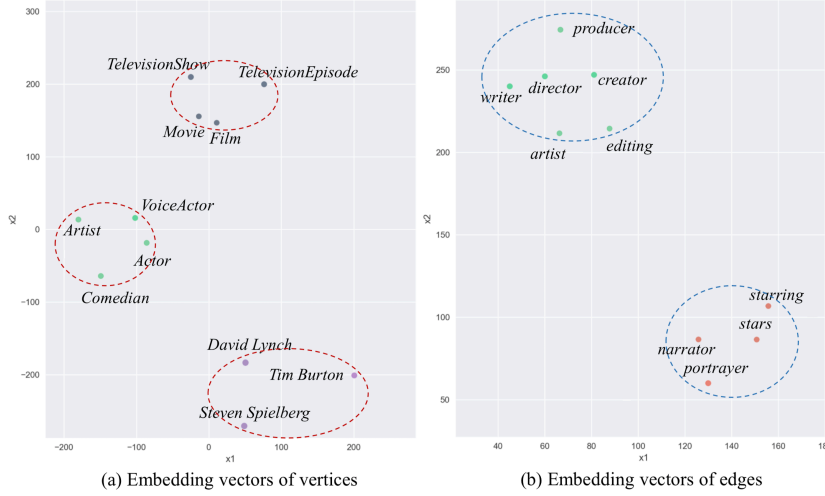 300
200
100
0
−100
−200
−200
−100
0
100
200
x1
x2
TelevisionShow
TelevisionEpisode
Movie
Film
VoiceActor
Artist
Actor
Comedian
David Lynch
Tim Burton
Steven Spielberg
(a) Embedding vectors of vertices
250
200
150
100
50
40
60
80
100
120
140
160
180
x1
x2
producer
director
creator
writer
artist
editing
starring
stars
narrator
portrayer
(b) Embedding vectors of edges